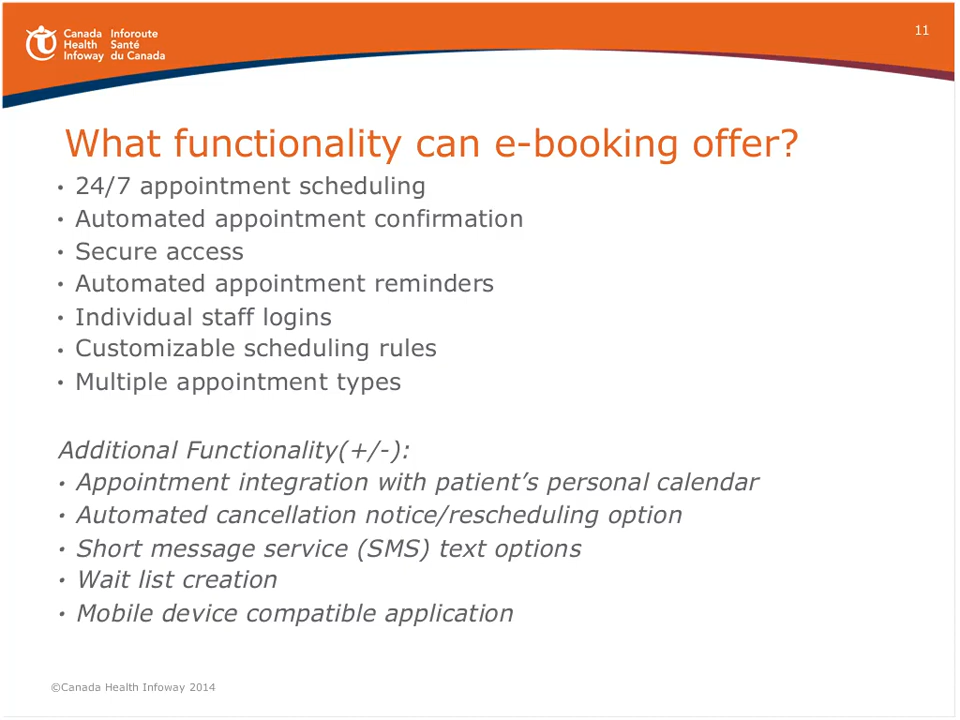 11
Canada Inforoute
Health Santé
Infoway du Canada
What functionality can e-booking offer?
• 24/7 appointment scheduling
• Automated appointment confirmation
• Secure access
• Automated appointment reminders
• Individual staff logins
• Customizable scheduling rules
• Multiple appointment types
Additional Functionality(+/-):
• Appointment integration with patient’s personal calendar
• Automated cancellation notice/rescheduling option
• Short message service (SMS) text options
• Wait list creation
• Mobile device compatible application
©Canada Health Infoway 2014